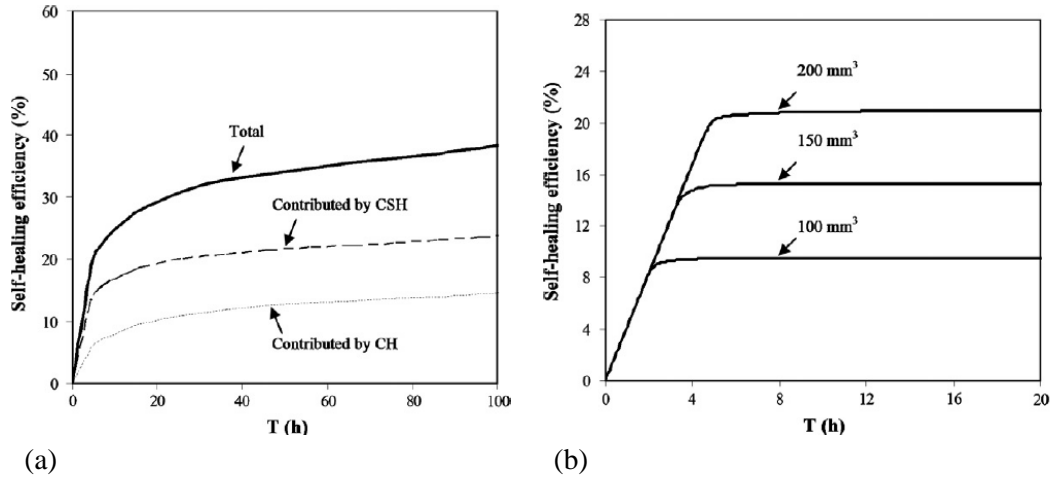 60
50
40
30
20
10
0
Self-healing efficiency (%)
Total
Contributed by CSH
Contributed by CH
0 20 40 60 80 100
T (h)
(a)
28
24
20
16
12
8
4
0
Self-healing efficiency (%)
200 mm³
150 mm³
100 mm³
0 4 8 12 16 20
T (h)
(b)